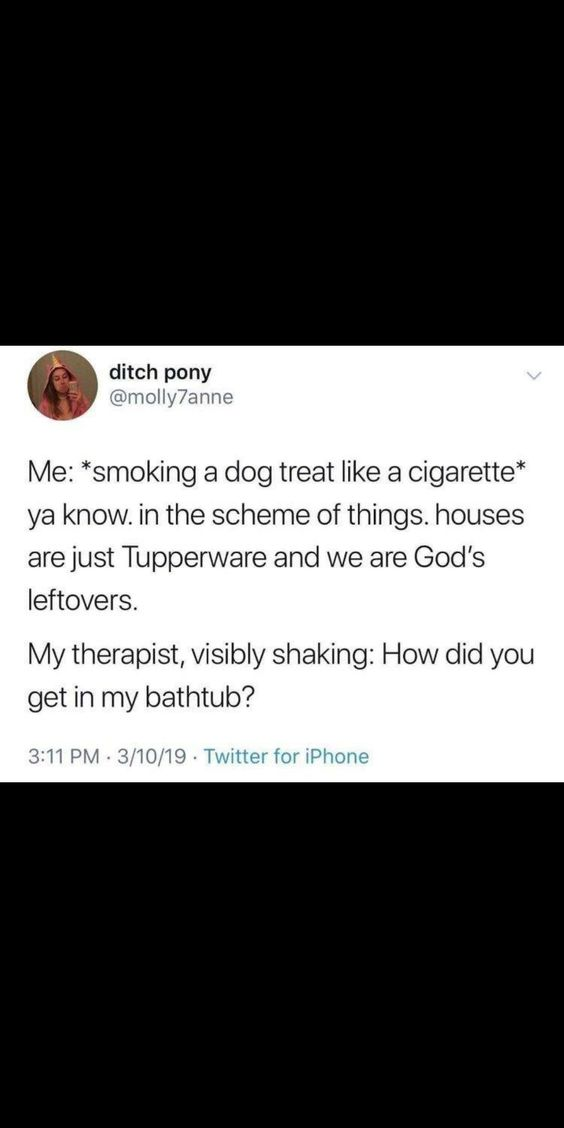 ditch pony
@molly7anne
Me: *smoking a dog treat like a cigarette*
ya know. in the scheme of things. houses
are just Tupperware and we are God's
leftovers.
My therapist, visibly shaking: How did you
get in my bathtub?
3:11 PM · 3/10/19 · Twitter for iPhone